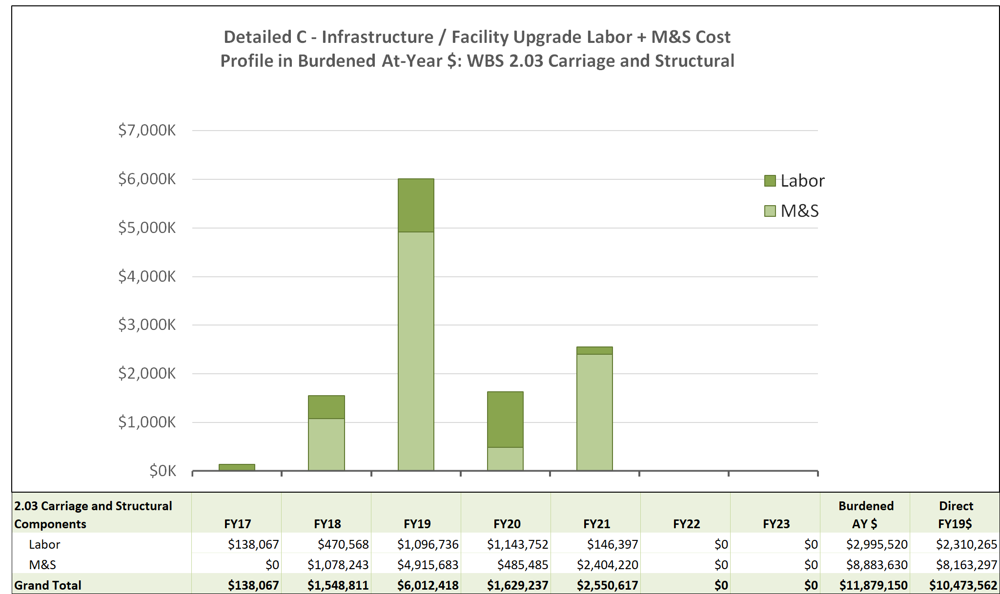 Detailed C - Infrastructure / Facility Upgrade Labor + M&S Cost
Profile in Burdened At-Year $: WBS 2.03 Carriage and Structural
$7,000K
$6,000K
$5,000K
$4,000K
$3,000K
$2,000K
$1,000K
$0K
Labor
M&S
2.03 Carriage and Structural Components FY17 FY18 FY19 FY20 FY21 FY22 FY23 Burdened AY $ Direct FY19$
Labor $138,067 $470,568 $1,096,736 $1,143,752 $146,397 $0 $0 $2,995,520 $2,310,265
M&S $0 $1,078,243 $4,915,683 $485,485 $2,404,220 $0 $0 $8,883,630 $8,163,297
Grand Total $138,067 $1,548,811 $6,012,418 $1,629,237 $2,550,617 $0 $0 $11,879,150 $10,473,562